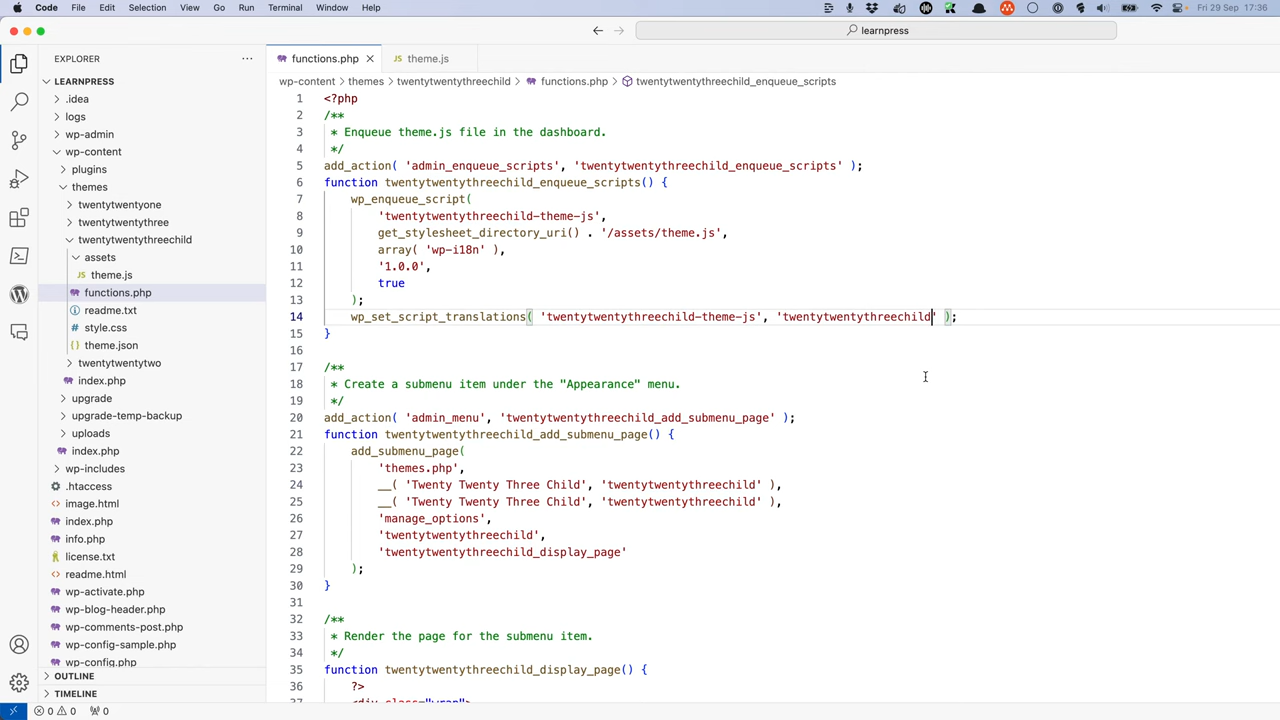 Code File Edit Selection View Go Run Terminal Window Help Fri 29 Sep 17:36
learnpress
EXPLORER
LEARNPRESS
.idea
logs
wp-admin
wp-content
plugins
themes
twentytwentyone
twentytwentythree
twentytwentythreechild
assets
JS theme.js
functions.php
readme.txt
style.css
theme.json
twentytwentytwo
index.php
upgrade
upgrade-temp-backup
uploads
index.php
wp-includes
.htaccess
image.html
index.php
info.php
license.txt
readme.html
wp-activate.php
wp-blog-header.php
wp-comments-post.php
wp-config-sample.php
wp-config.php
OUTLINE
TIMELINE
functions.php JS theme.js
wp-content > themes > twentytwentythreechild > functions.php > twentytwentythreechild_enqueue_scripts
1 <?php
2 /**
3 * Enqueue theme.js file in the dashboard.
4 */
5 add_action( 'admin_enqueue_scripts', 'twentytwentythreechild_enqueue_scripts' );
6 function twentytwentythreechild_enqueue_scripts() {
7 wp_enqueue_script(
8 'twentytwentythreechild-theme-js',
9 get_stylesheet_directory_uri() . '/assets/theme.js',
10 array( 'wp-i18n' ),
11 '1.0.0',
12 true
13 );
14 wp_set_script_translations( 'twentytwentythreechild-theme-js', 'twentytwentythreechild' );
15 }
16
17 /**
18 * Create a submenu item under the "Appearance" menu.
19 */
20 add_action( 'admin_menu', 'twentytwentythreechild_add_submenu_page' );
21 function twentytwentythreechild_add_submenu_page() {
22 add_submenu_page(
23 'themes.php',
24 __( 'Twenty Twenty Three Child', 'twentytwentythreechild' ),
25 __( 'Twenty Twenty Three Child', 'twentytwentythreechild' ),
26 'manage_options',
27 'twentytwentythreechild',
28 'twentytwentythreechild_display_page'
29 );
30 }
31
32 /**
33 * Render the page for the submenu item.
34 */
35 function twentytwentythreechild_display_page() {
36 ?>
37 <div class="wrap">
0 0 0